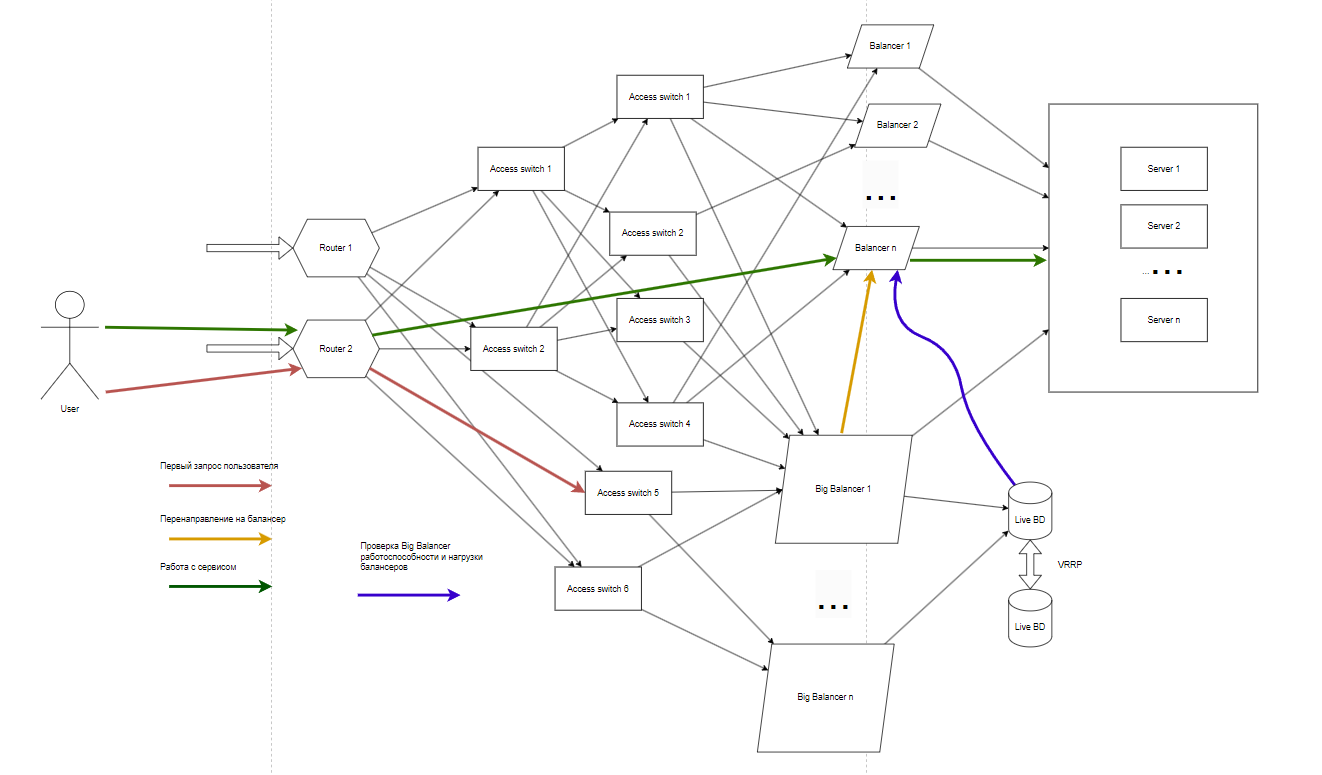 Balancer 1
Access switch 1
Balancer 2
Access switch 1
Server 1
...
Access switch 2
Server 2
Router 1
Balancer n
... ...
Access switch 3
Server n
Router 2
Access switch 2
User
Access switch 4
Первый запрос пользователя
Access switch 5
Big Balancer 1
Перенаправление на балансер
Live BD
Проверка Big Balancer
работоспособности и нагрузки
балансеров
Работа с сервисом
VRRP
Access switch 6
...
Live BD
Big Balancer n